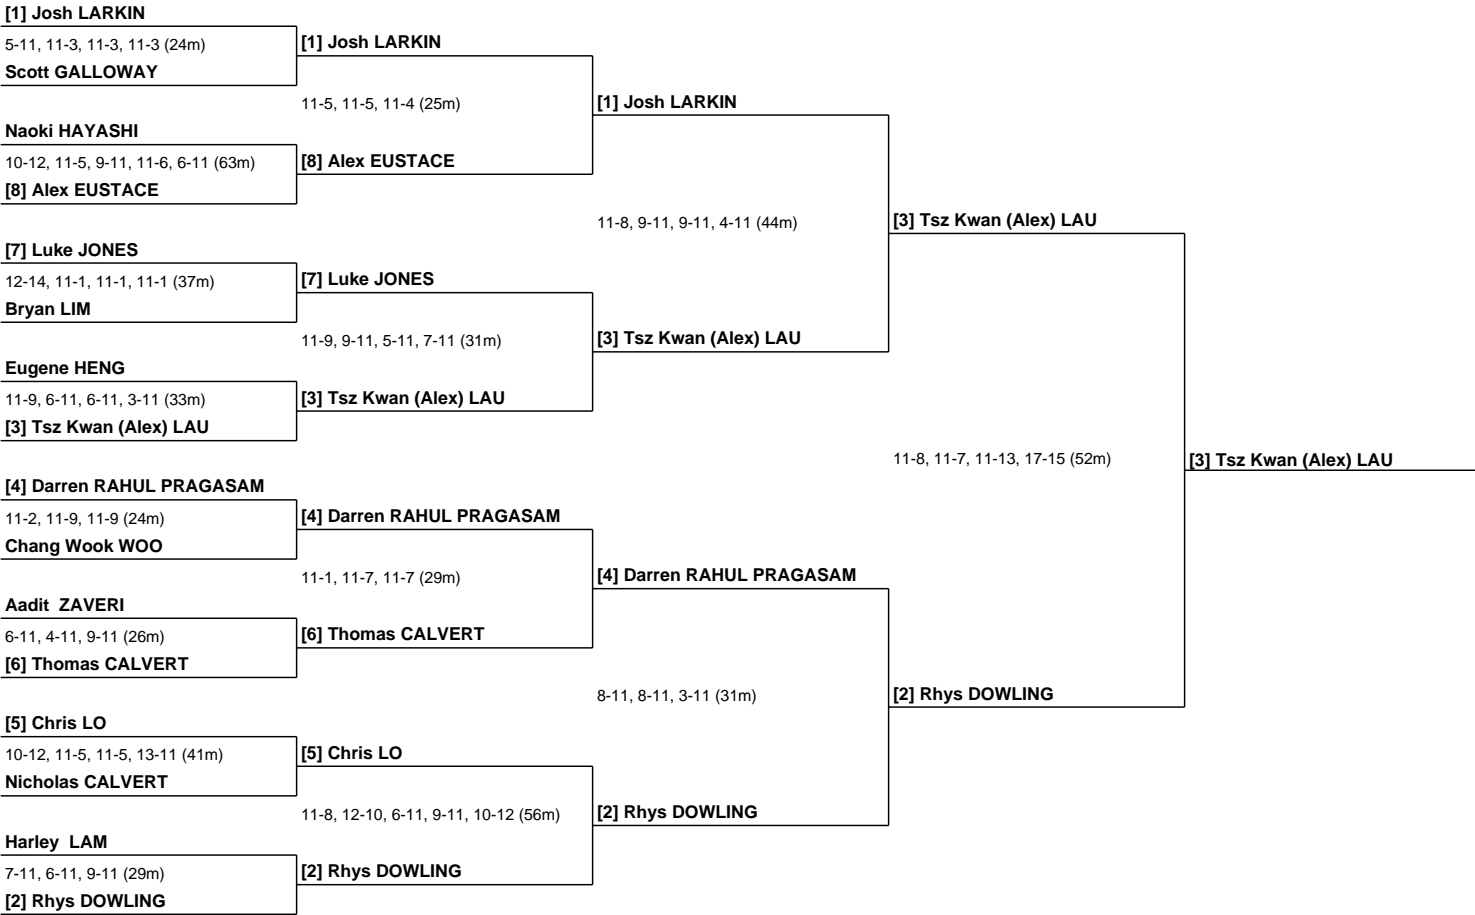 [1] Josh LARKIN
5-11, 11-3, 11-3, 11-3 (24m)
Scott GALLOWAY
Naoki HAYASHI
10-12, 11-5, 9-11, 11-6, 6-11 (63m)
[8] Alex EUSTACE
[7] Luke JONES
12-14, 11-1, 11-1, 11-1 (37m)
Bryan LIM
Eugene HENG
11-9, 6-11, 6-11, 3-11 (33m)
[3] Tsz Kwan (Alex) LAU
[4] Darren RAHUL PRAGASAM
11-2, 11-9, 11-9 (24m)
Chang Wook WOO
Aadit  ZAVERI
6-11, 4-11, 9-11 (26m)
[6] Thomas CALVERT
[5] Chris LO
10-12, 11-5, 11-5, 13-11 (41m)
Nicholas CALVERT
Harley  LAM
7-11, 6-11, 9-11 (29m)
[2] Rhys DOWLING
[1] Josh LARKIN
11-5, 11-5, 11-4 (25m)
[8] Alex EUSTACE
[7] Luke JONES
11-9, 9-11, 5-11, 7-11 (31m)
[3] Tsz Kwan (Alex) LAU
[4] Darren RAHUL PRAGASAM
11-1, 11-7, 11-7 (29m)
[6] Thomas CALVERT
[5] Chris LO
11-8, 12-10, 6-11, 9-11, 10-12 (56m)
[2] Rhys DOWLING
[1] Josh LARKIN
11-8, 9-11, 9-11, 4-11 (44m)
[3] Tsz Kwan (Alex) LAU
[4] Darren RAHUL PRAGASAM
8-11, 8-11, 3-11 (31m)
[2] Rhys DOWLING
[3] Tsz Kwan (Alex) LAU
11-8, 11-7, 11-13, 17-15 (52m)
[2] Rhys DOWLING
[3] Tsz Kwan (Alex) LAU